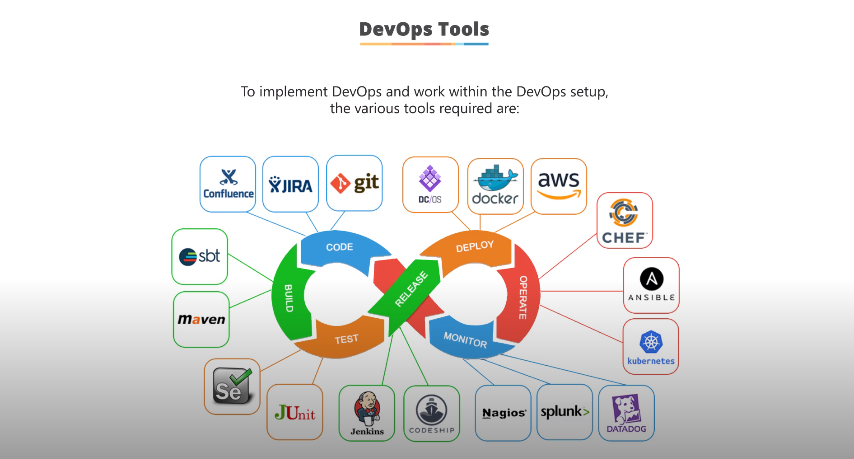 DevOps Tools
To implement DevOps and work within the DevOps setup,
the various tools required are:
Confluence
JIRA
git
DC/OS
docker
aws
CHEF
sbt
CODE
DEPLOY
BUILD
RELEASE
OPERATE
ANSIBLE
maven
TEST
MONITOR
kubernetes
Se
JUnit
Jenkins
CODESHIP
Nagios®
splunk>
DATADOG